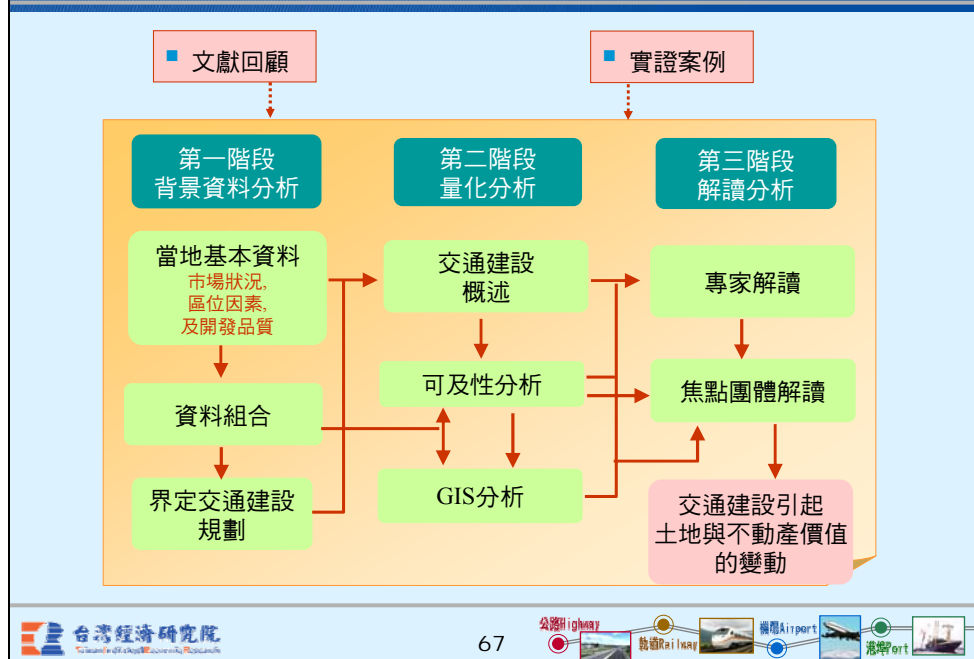 文獻回顧
實證案例
第一階段
背景資料分析
第二階段
量化分析
第三階段
解讀分析
當地基本資料
市場狀況,
區位因素,
及開發品質
資料組合
界定交通建設
規劃
交通建設
概述
可及性分析
GIS分析
專家解讀
焦點團體解讀
交通建設引起
土地與不動產價值
的變動
台灣經濟研究院
67
公路Highway
軌道Railway
機場Airport
港埠Port